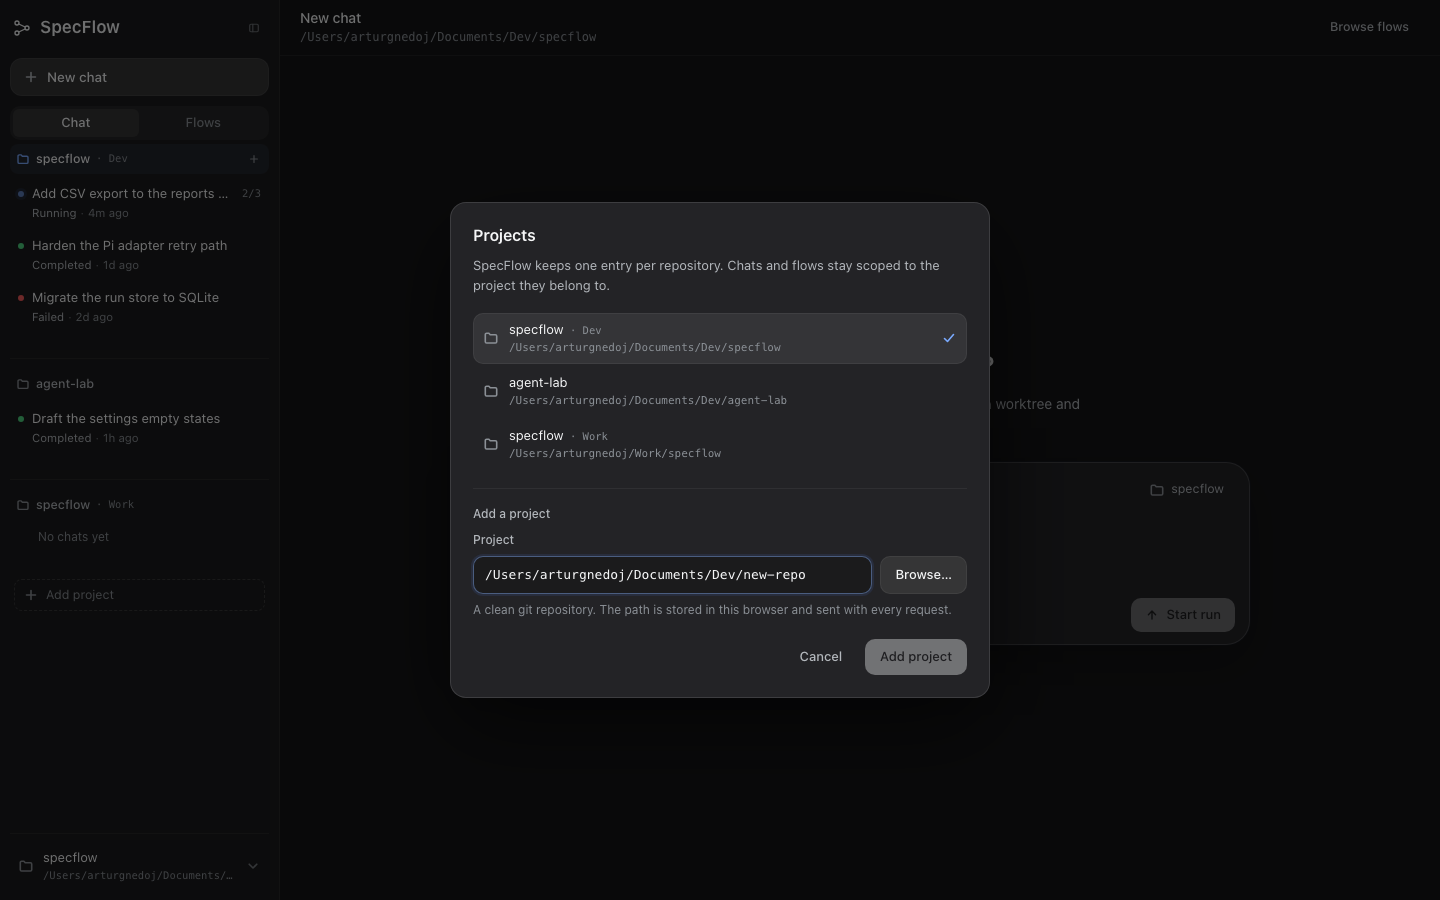 SpecFlow
New chat
/Users/arturgnedoj/Documents/Dev/specflow
Browse flows
New chat
Chat
Flows
specflow · Dev
Add CSV export to the reports ...
2/3
Running · 4m ago
Harden the Pi adapter retry path
Completed · 1d ago
Migrate the run store to SQLite
Failed · 2d ago
agent-lab
Draft the settings empty states
Completed · 1h ago
specflow · Work
No chats yet
Add project
specflow
/Users/arturgnedoj/Documents/…
Projects
SpecFlow keeps one entry per repository. Chats and flows stay scoped to the
project they belong to.
specflow · Dev
/Users/arturgnedoj/Documents/Dev/specflow
agent-lab
/Users/arturgnedoj/Documents/Dev/agent-lab
specflow · Work
/Users/arturgnedoj/Work/specflow
Add a project
Project
/Users/arturgnedoj/Documents/Dev/new-repo
Browse...
A clean git repository. The path is stored in this browser and sent with every request.
Cancel
Add project
worktree and
specflow
Start run